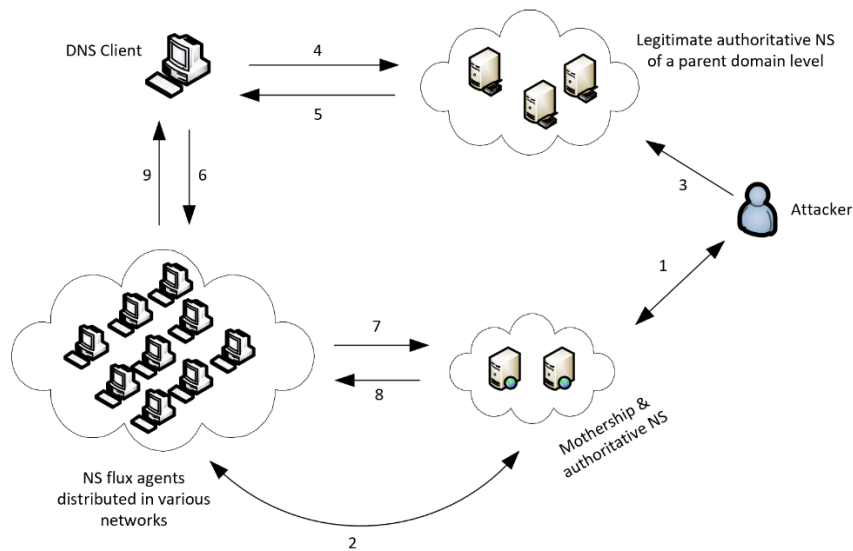 DNS Client
4
Legitimate authoritative NS
of a parent domain level
5
9
6
3
Attacker
1
7
8
Mothership &
authoritative NS
NS flux agents
distributed in various
networks
2